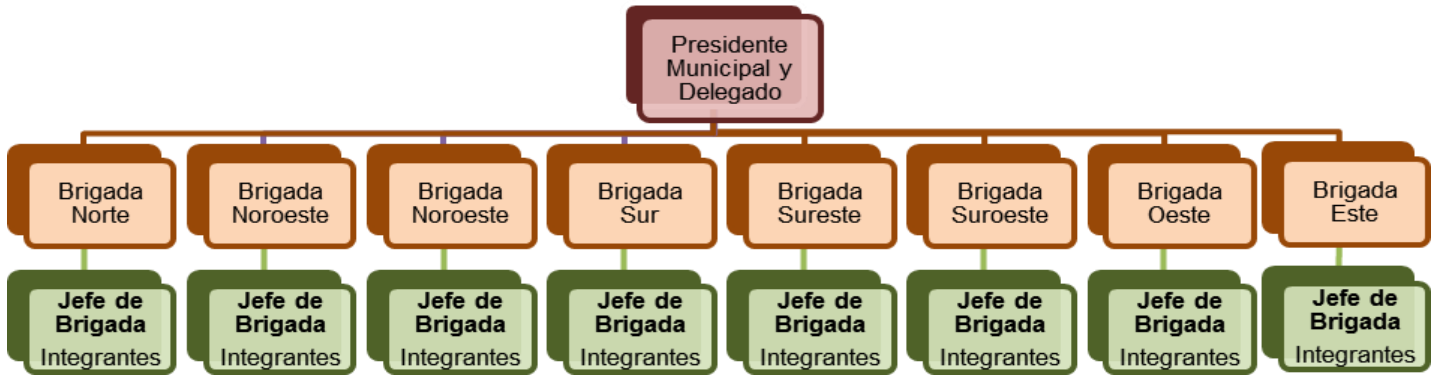 Presidente
Municipal y
Delegado
Brigada
Norte
Brigada
Noroeste
Brigada
Noroeste
Brigada
Sur
Brigada
Sureste
Brigada
Suroeste
Brigada
Oeste
Brigada
Este
Jefe de
Brigada
Integrantes
Jefe de
Brigada
Integrantes
Jefe de
Brigada
Integrantes
Jefe de
Brigada
Integrantes
Jefe de
Brigada
Integrantes
Jefe de
Brigada
Integrantes
Jefe de
Brigada
Integrantes
Jefe de
Brigada
Integrantes